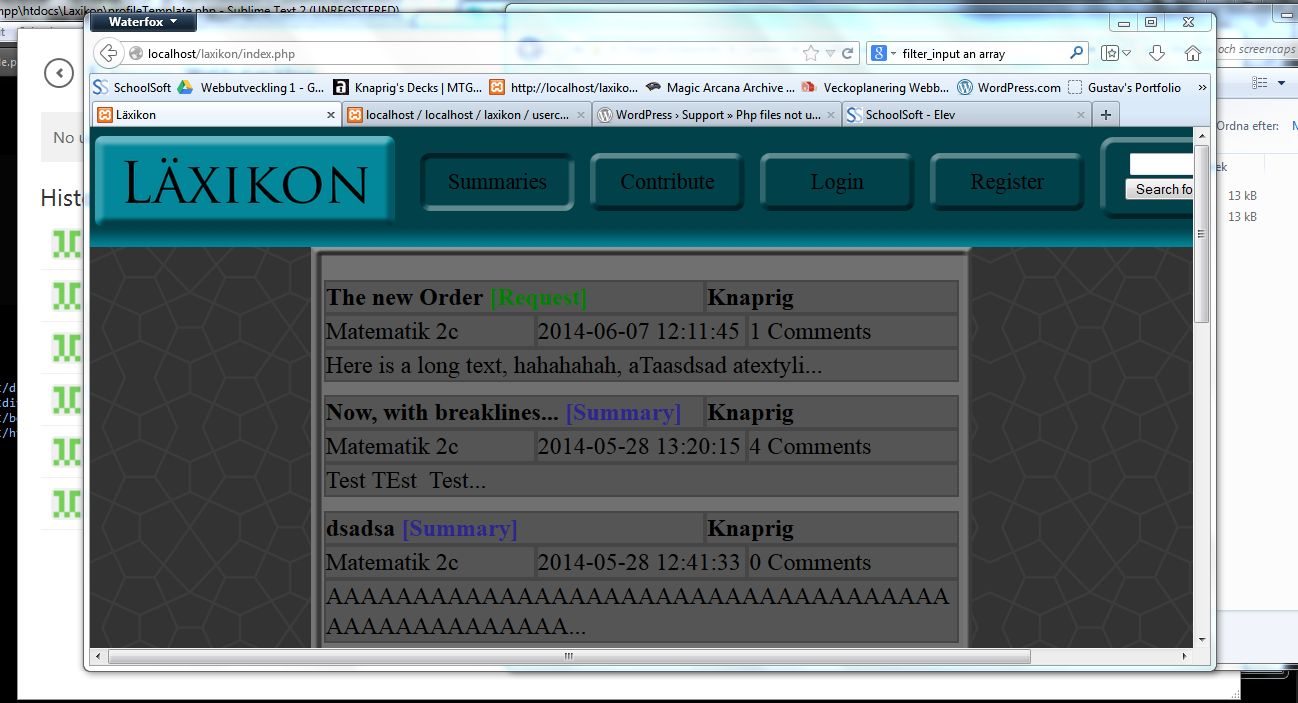 mpp\htdocs\Laxikon\profileTemplate.php - Sublime Text 2 (UNREGISTERED)
Waterfox
localhost/laxikon/index.php
filter_input an array
och screencaps
SchoolSoft
Webbutveckling 1 - G...
Knaprig's Decks | MTG...
http://localhost/laxiko...
Magic Arcana Archive ...
Veckoplanering Webb...
WordPress.com
Gustav's Portfolio
»
Läxikon
localhost / localhost / laxikon / userc...
WordPress › Support » Php files not u...
SchoolSoft - Elev
Ordna efter:
No u
LÄXIKON
Summaries
Contribute
Login
Register
Search fo
ek
13 kB
13 kB
Histo
The new Order [Request]
Knaprig
Matematik 2c
2014-06-07 12:11:45
1 Comments
Here is a long text, hahahahah, aTaasdsad atextyli...
Now, with breaklines... [Summary]
Knaprig
Matematik 2c
2014-05-28 13:20:15
4 Comments
Test TEst  Test...
dsadsa [Summary]
Knaprig
Matematik 2c
2014-05-28 12:41:33
0 Comments
AAAAAAAAAAAAAAAAAAAAAAAAAAAAAAAAAAAA
AAAAAAAAAAAAAA...